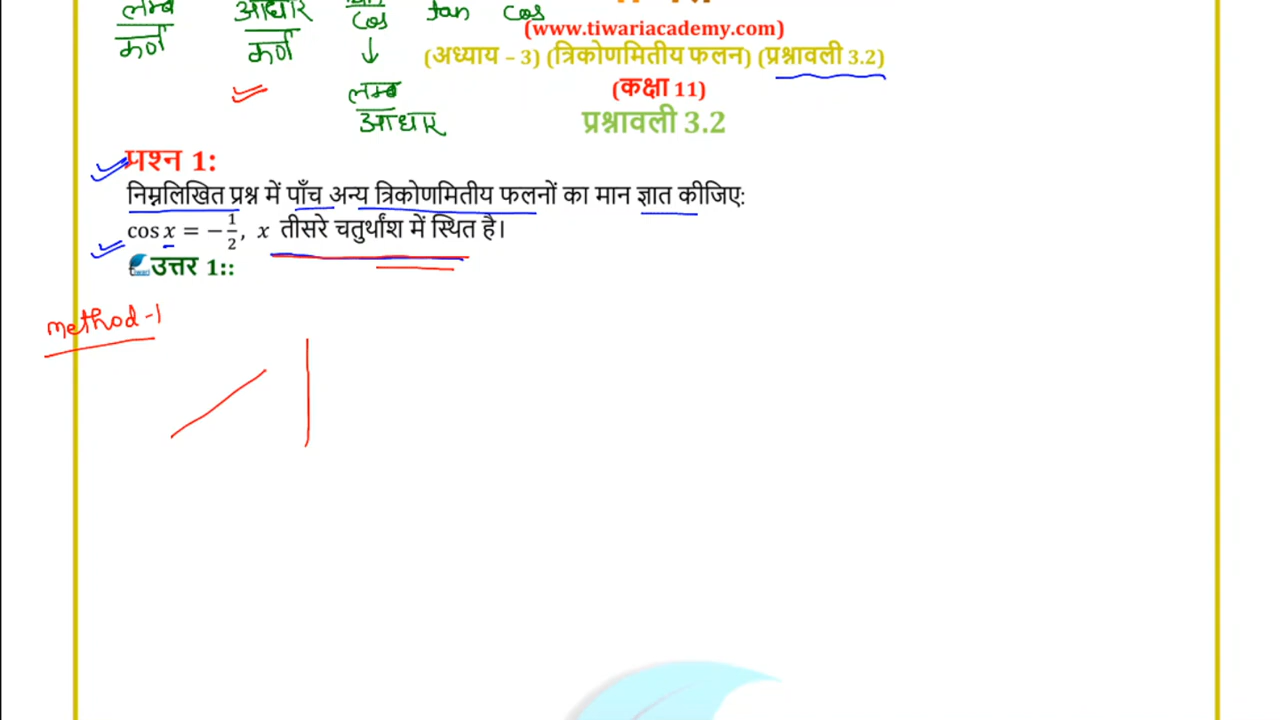 लम्ब आधार cos tan cos
कर्ण कर्ण ↓
(www.tiwariacademy.com)
(अध्याय – 3) (त्रिकोणमितीय फलन) (प्रश्नावली 3.2)
लम्ब
आधार
(कक्षा 11)
प्रश्नावली 3.2
प्रश्न 1:
निम्नलिखित प्रश्न में पाँच अन्य त्रिकोणमितीय फलनों का मान ज्ञात कीजिए:
cos x = −1/2, x तीसरे चतुर्थांश में स्थित है।
उत्तर 1::
method-1